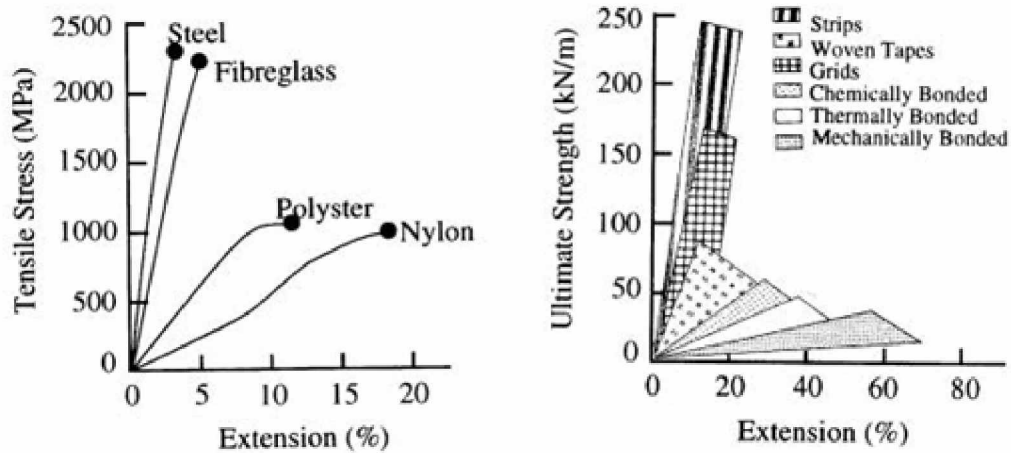 2500
2000
1500
1000
500
0
Tensile Stress (MPa)
Steel
Fibreglass
Polyster
Nylon
0 5 10 15 20
Extension (%)
250
200
150
100
50
0
Ultimate Strength (kN/m)
Strips
Woven Tapes
Grids
Chemically Bonded
Thermally Bonded
Mechanically Bonded
0 20 40 60 80
Extension (%)